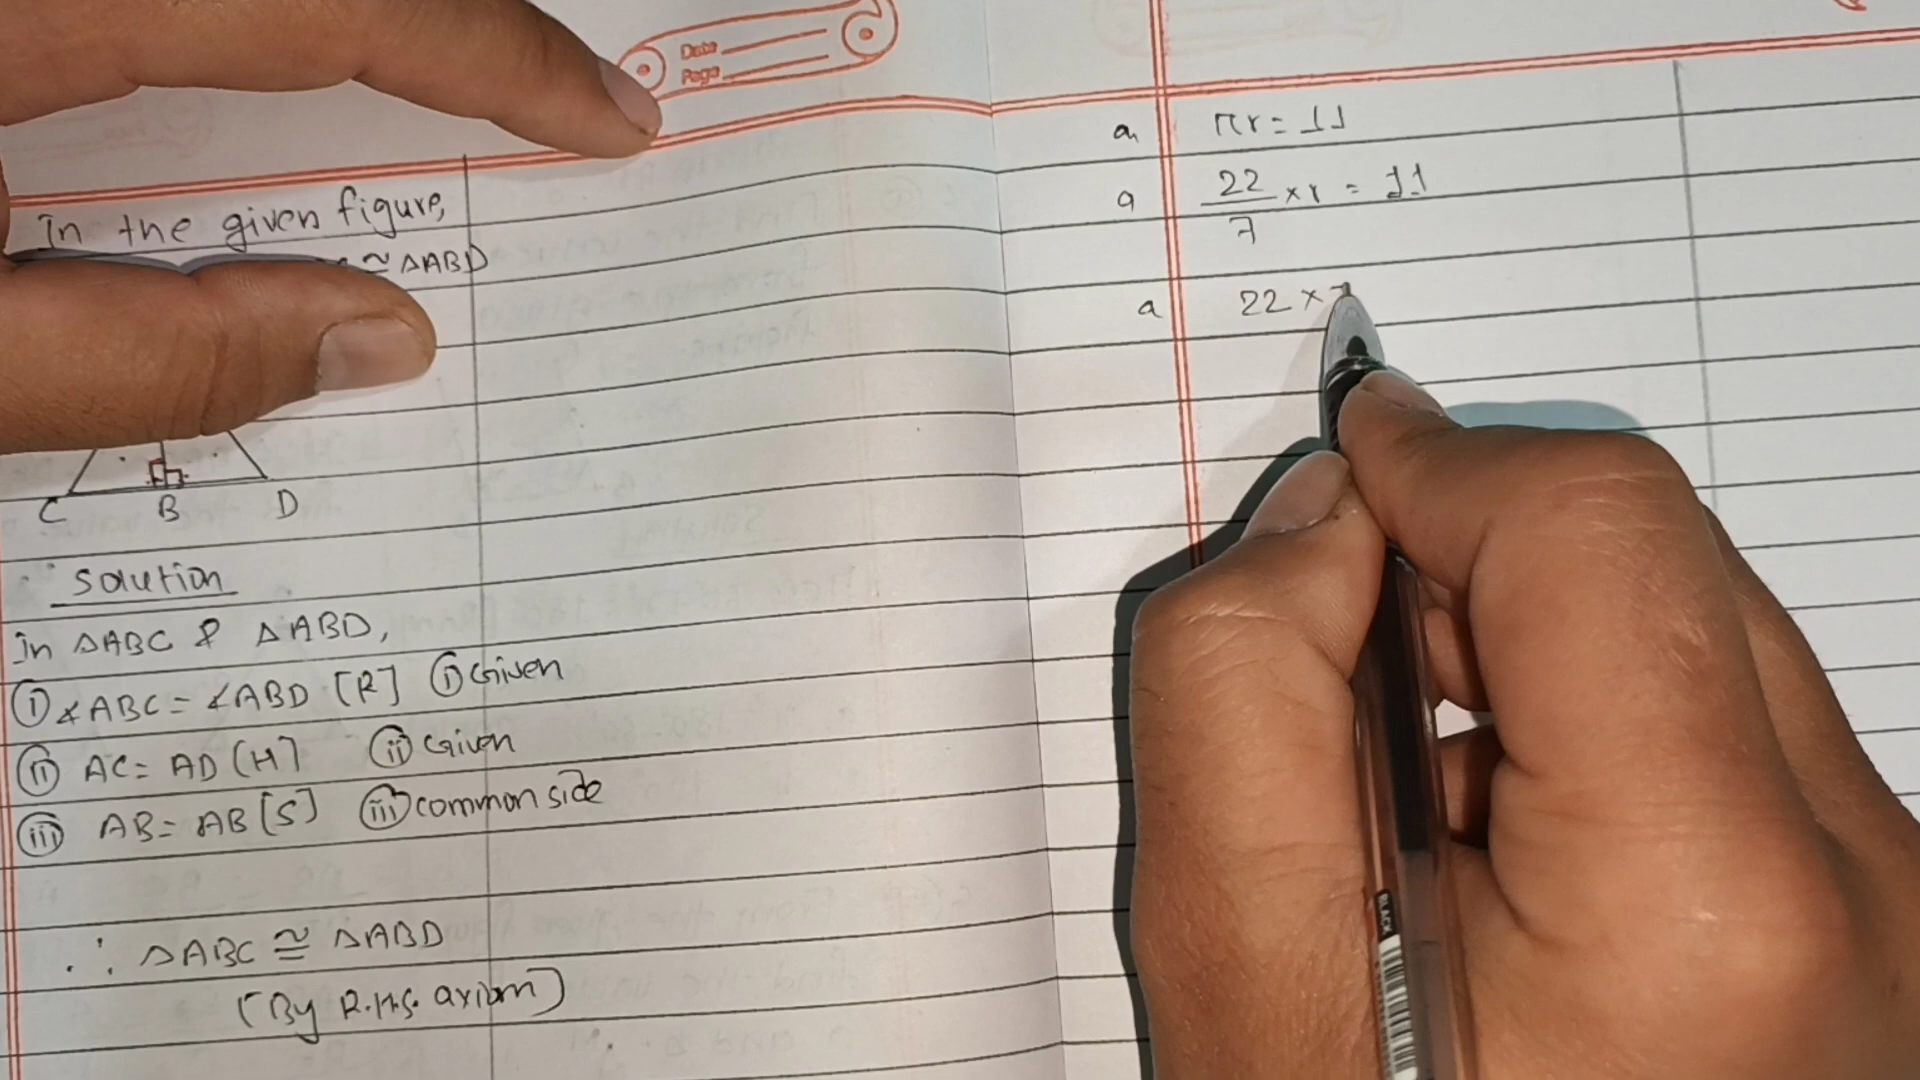 Date
Page
In the given figure,
≅ ΔABD
C B D
Solution
In ΔABC & ΔABD,
(i) ∡ABC = ∡ABD [R] (i) Given
(ii) AC = AD (H] (ii) Given
(iii) AB = AB [S] (iii) common side
∴ ΔABC ≅ ΔABD
(By R.H.S. axiom)
a, πr = 11
a 22/7 × r = 11
a 22 ×
BLACK